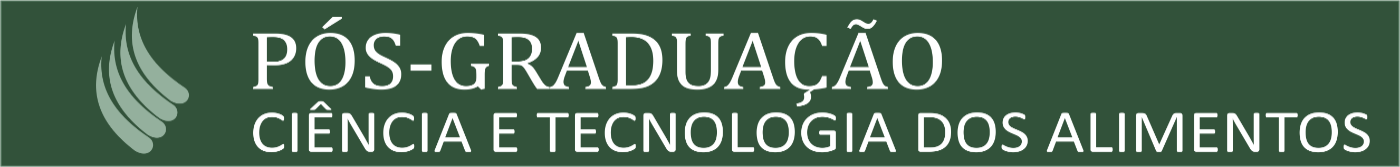 PÓS-GRADUAÇÃO
CIÊNCIA E TECNOLOGIA DOS ALIMENTOS